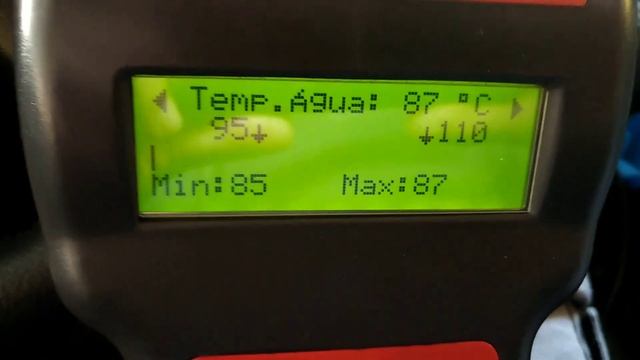 Temp.Água: 87 °C
95↓ ↓110
Min:85 Max:87